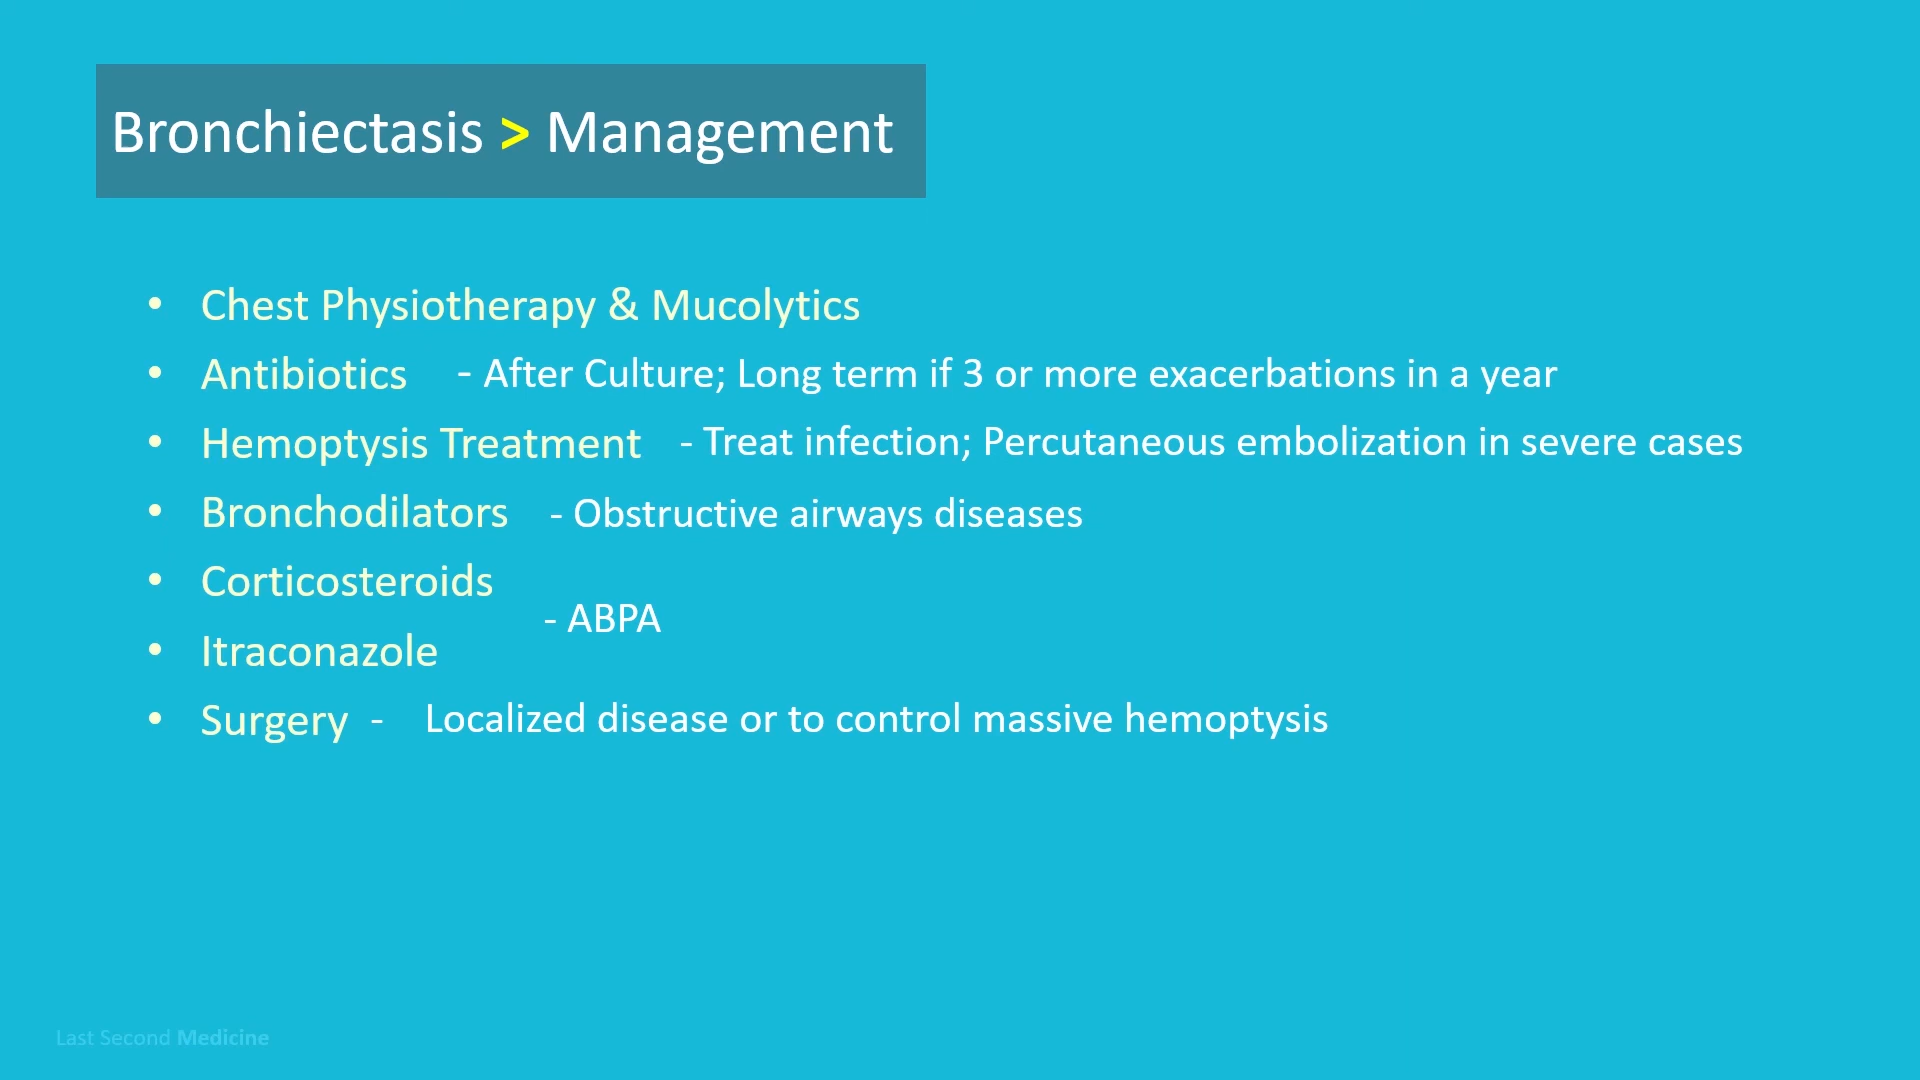 Bronchiectasis > Management
• Chest Physiotherapy & Mucolytics
• Antibiotics - After Culture; Long term if 3 or more exacerbations in a year
• Hemoptysis Treatment - Treat infection; Percutaneous embolization in severe cases
• Bronchodilators - Obstructive airways diseases
• Corticosteroids
- ABPA
• Itraconazole
• Surgery - Localized disease or to control massive hemoptysis
Last Second Medicine